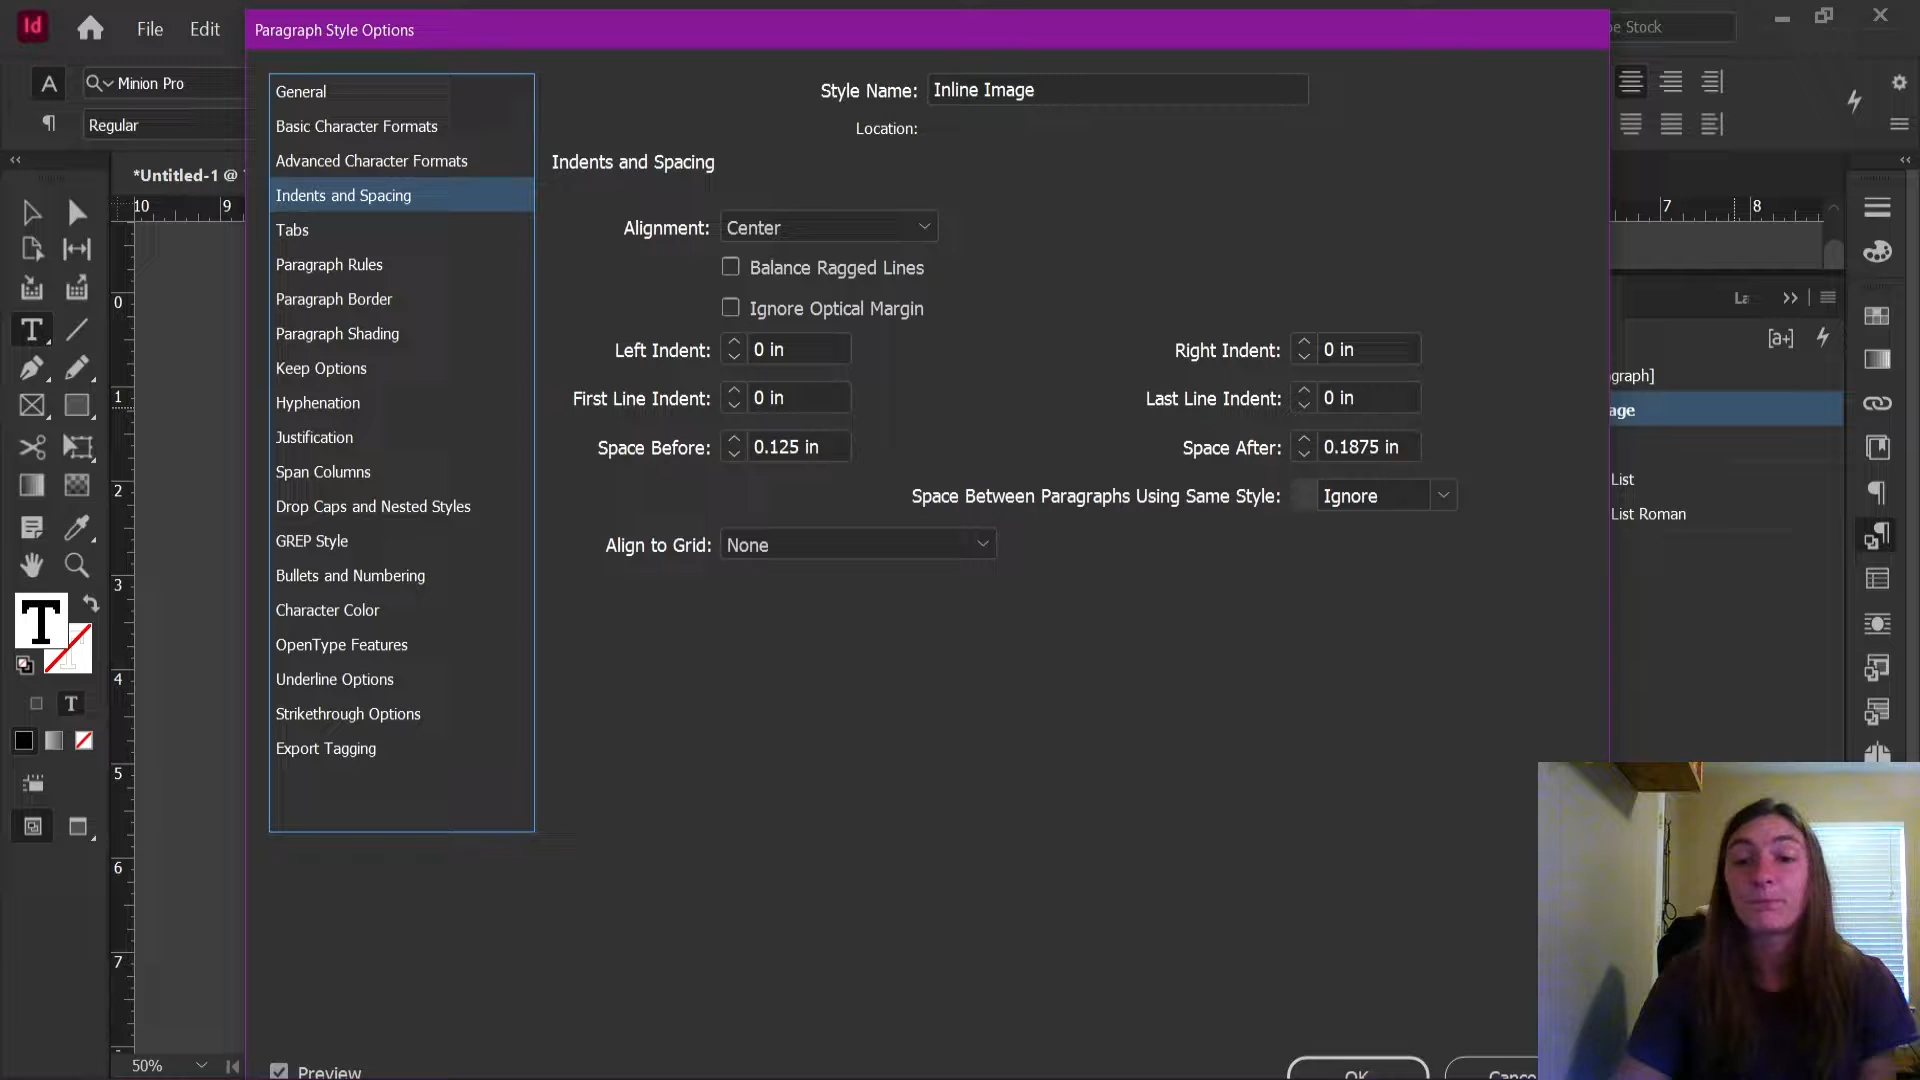 Id
File
Edit
Paragraph Style Options
Minion Pro
Regular
*Untitled-1 @
10
9
7
8
0
1
2
3
4
5
6
7
50%
General
Basic Character Formats
Advanced Character Formats
Indents and Spacing
Tabs
Paragraph Rules
Paragraph Border
Paragraph Shading
Keep Options
Hyphenation
Justification
Span Columns
Drop Caps and Nested Styles
GREP Style
Bullets and Numbering
Character Color
OpenType Features
Underline Options
Strikethrough Options
Export Tagging
Preview
Style Name: Inline Image
Location:
Indents and Spacing
Alignment: Center
Balance Ragged Lines
Ignore Optical Margin
Left Indent: 0 in
Right Indent: 0 in
First Line Indent: 0 in
Last Line Indent: 0 in
Space Before: 0.125 in
Space After: 0.1875 in
Space Between Paragraphs Using Same Style: Ignore
Align to Grid: None
OK
Stock
La
[a+]
graph]
age
List
List Roman